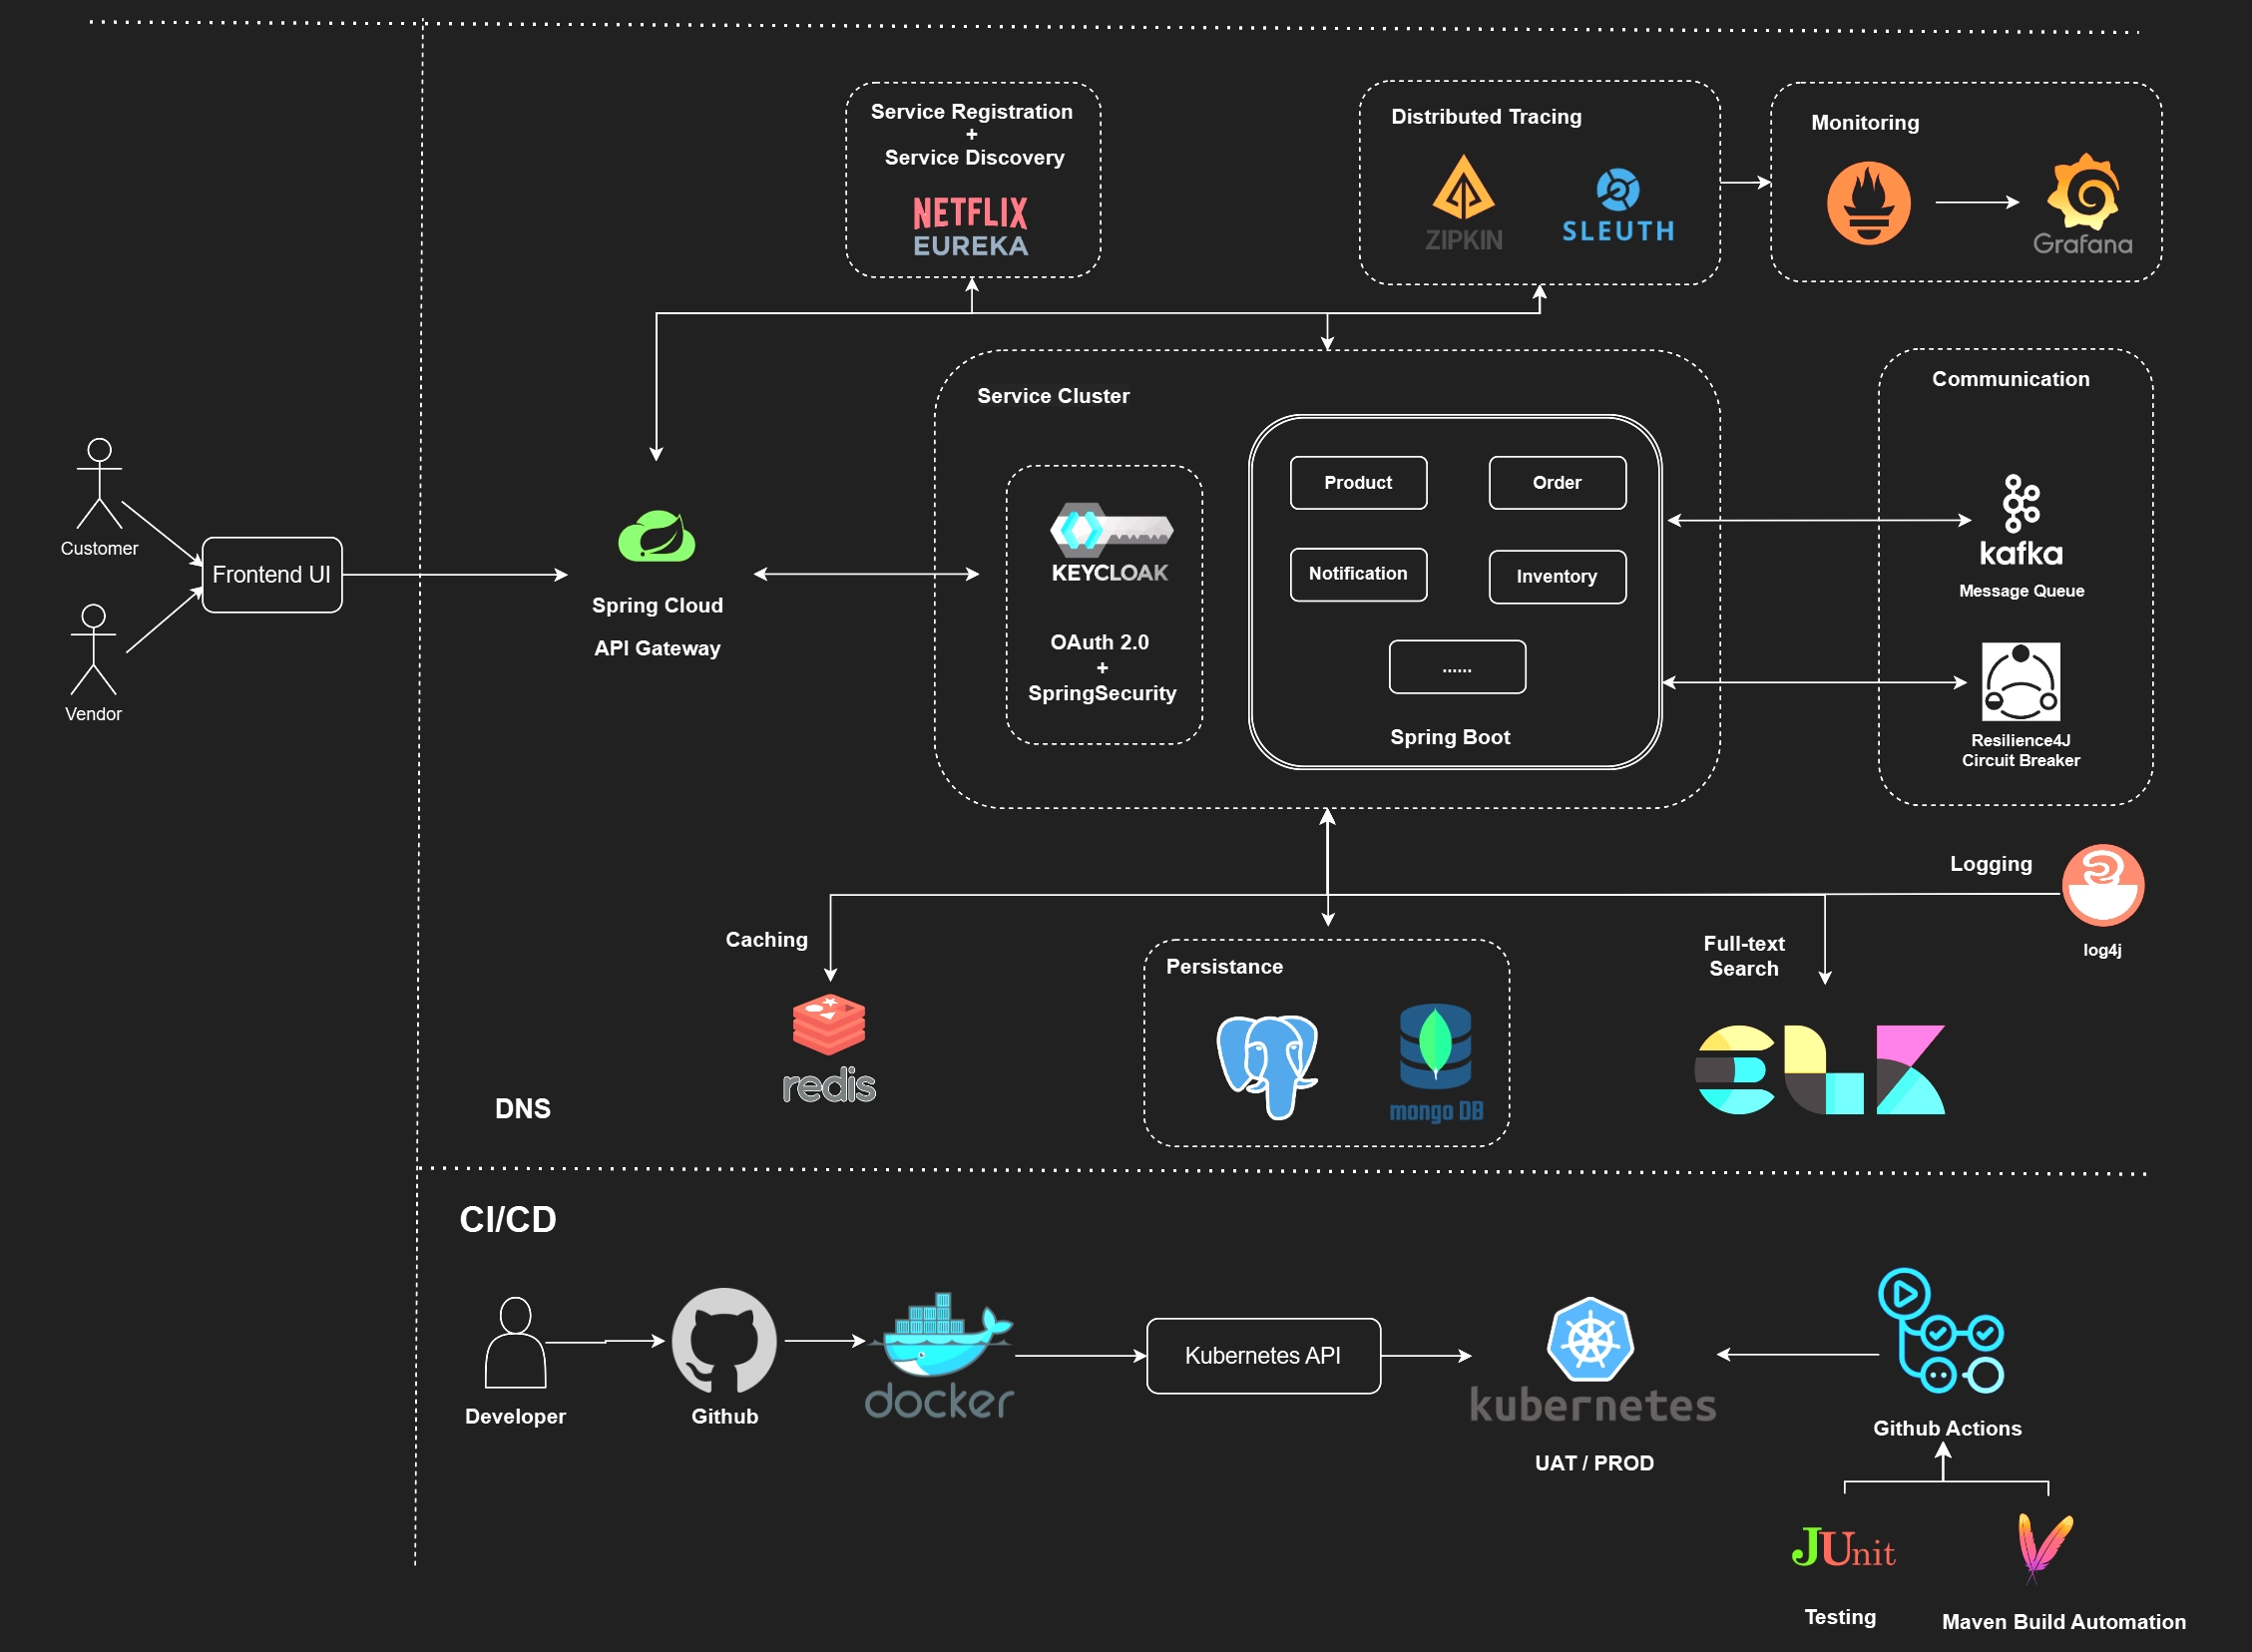 Service Registration
+
Service Discovery
NETFLIX
EUREKA
Distributed Tracing
ZIPKIN
SLEUTH
Monitoring
Grafana
Customer
Vendor
Frontend UI
Spring Cloud
API Gateway
Service Cluster
KEYCLOAK
OAuth 2.0
+
SpringSecurity
Product
Order
Notification
Inventory
......
Spring Boot
Communication
kafka
Message Queue
Resilience4J
Circuit Breaker
Logging
log4j
Caching
redis
Persistance
mongo DB
Full-text
Search
ELK
DNS
CI/CD
Developer
Github
docker
Kubernetes API
kubernetes
UAT / PROD
Github Actions
JUnit
Testing
Maven Build Automation